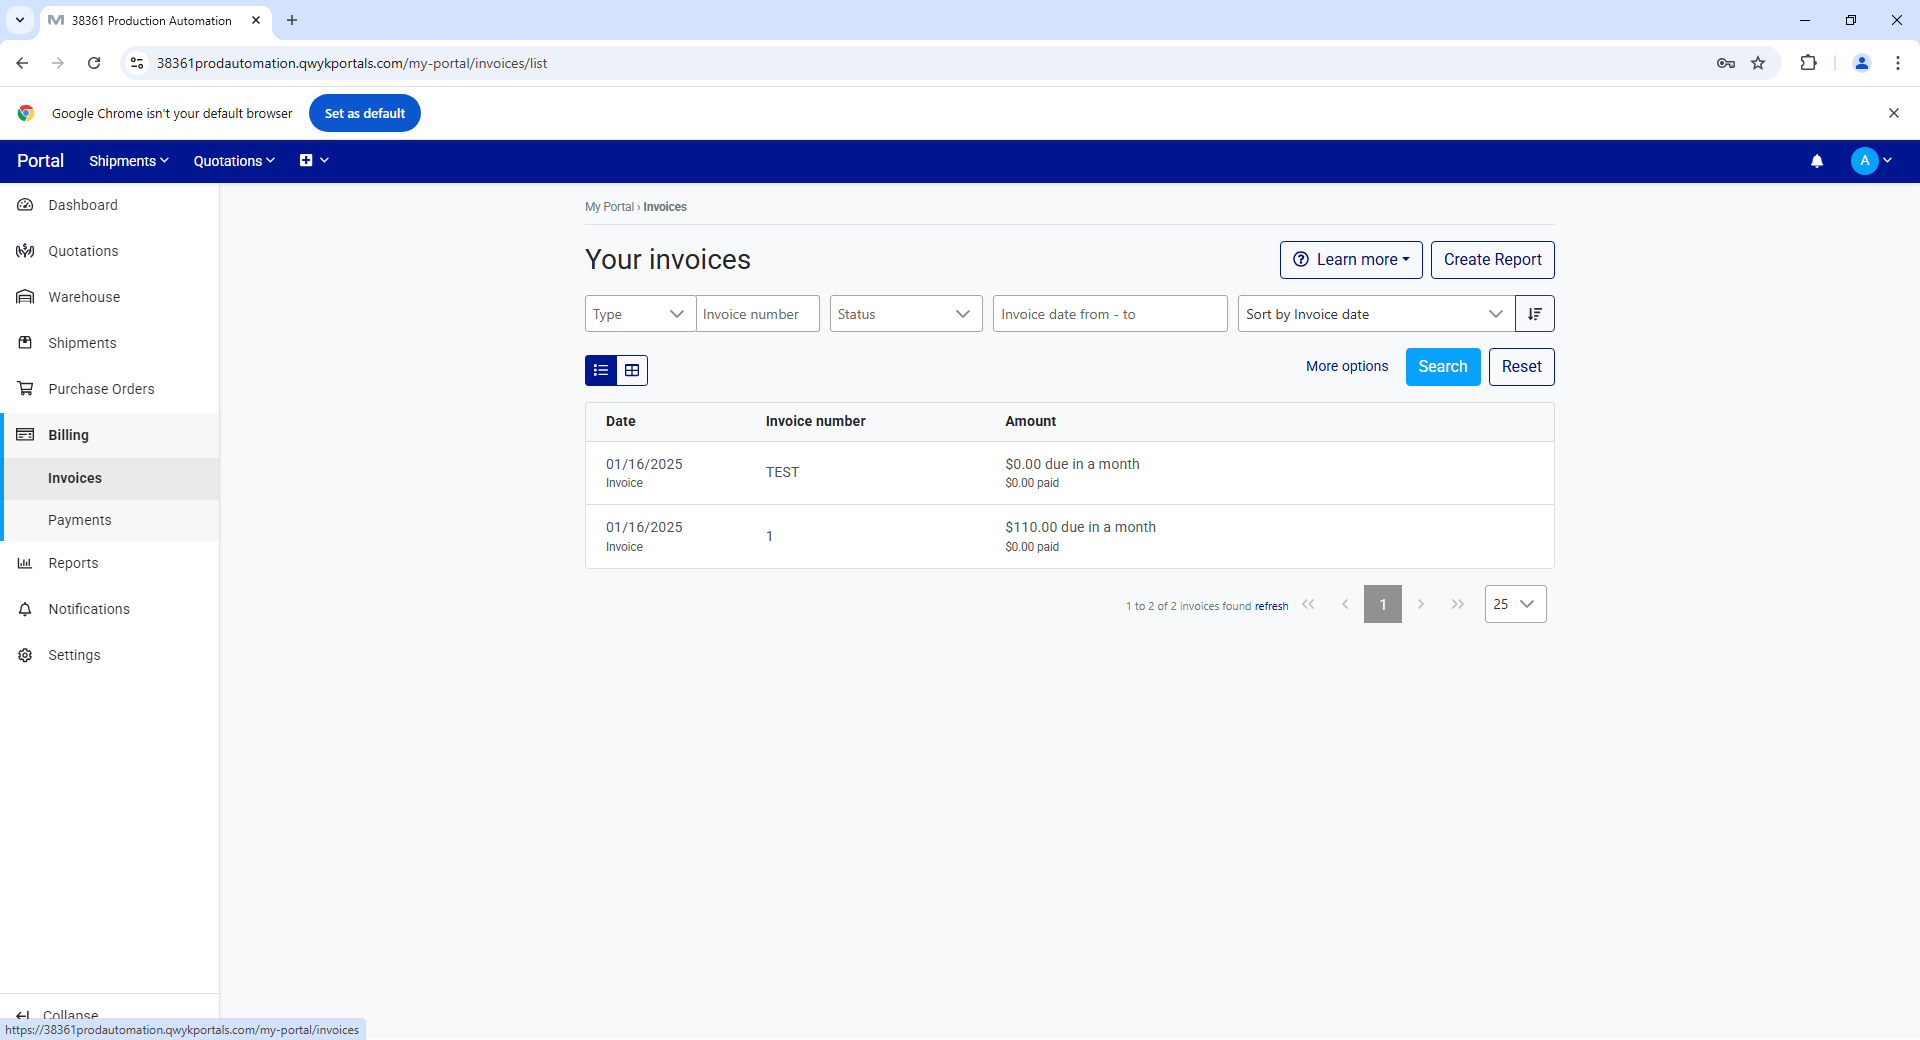 38361 Production Automation
38361prodautomation.qwykportals.com/my-portal/invoices/list
Google Chrome isn't your default browser
Set as default
Portal
Shipments
Quotations
A
Dashboard
Quotations
Warehouse
Shipments
Purchase Orders
Billing
Invoices
Payments
Reports
Notifications
Settings
Collapse
https://38361prodautomation.qwykportals.com/my-portal/invoices
My Portal › Invoices
Your invoices
Learn more
Create Report
Type
Invoice number
Status
Invoice date from - to
Sort by Invoice date
More options
Search
Reset
Date Invoice number Amount
01/16/2025 TEST $0.00 due in a month
Invoice $0.00 paid
01/16/2025 1 $110.00 due in a month
Invoice $0.00 paid
1 to 2 of 2 invoices found refresh « ‹ 1 › » 25